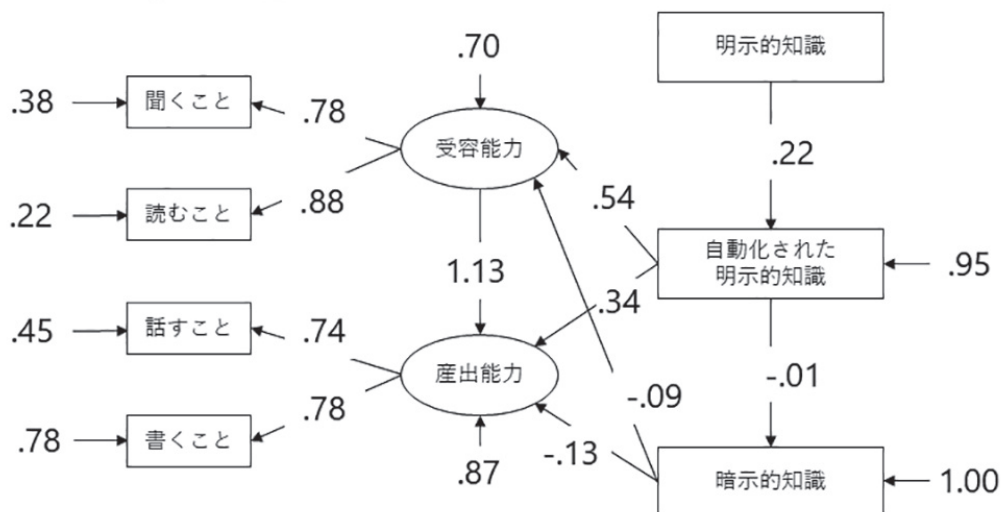 .70
明示的知識
.38
聞くこと
.78
受容能力
.22
.22
読むこと
.88
.54
自動化された
明示的知識
.95
1.13
.34
.45
話すこと
.74
産出能力
-.01
-.09
.78
書くこと
.78
.87
-.13
暗示的知識
1.00